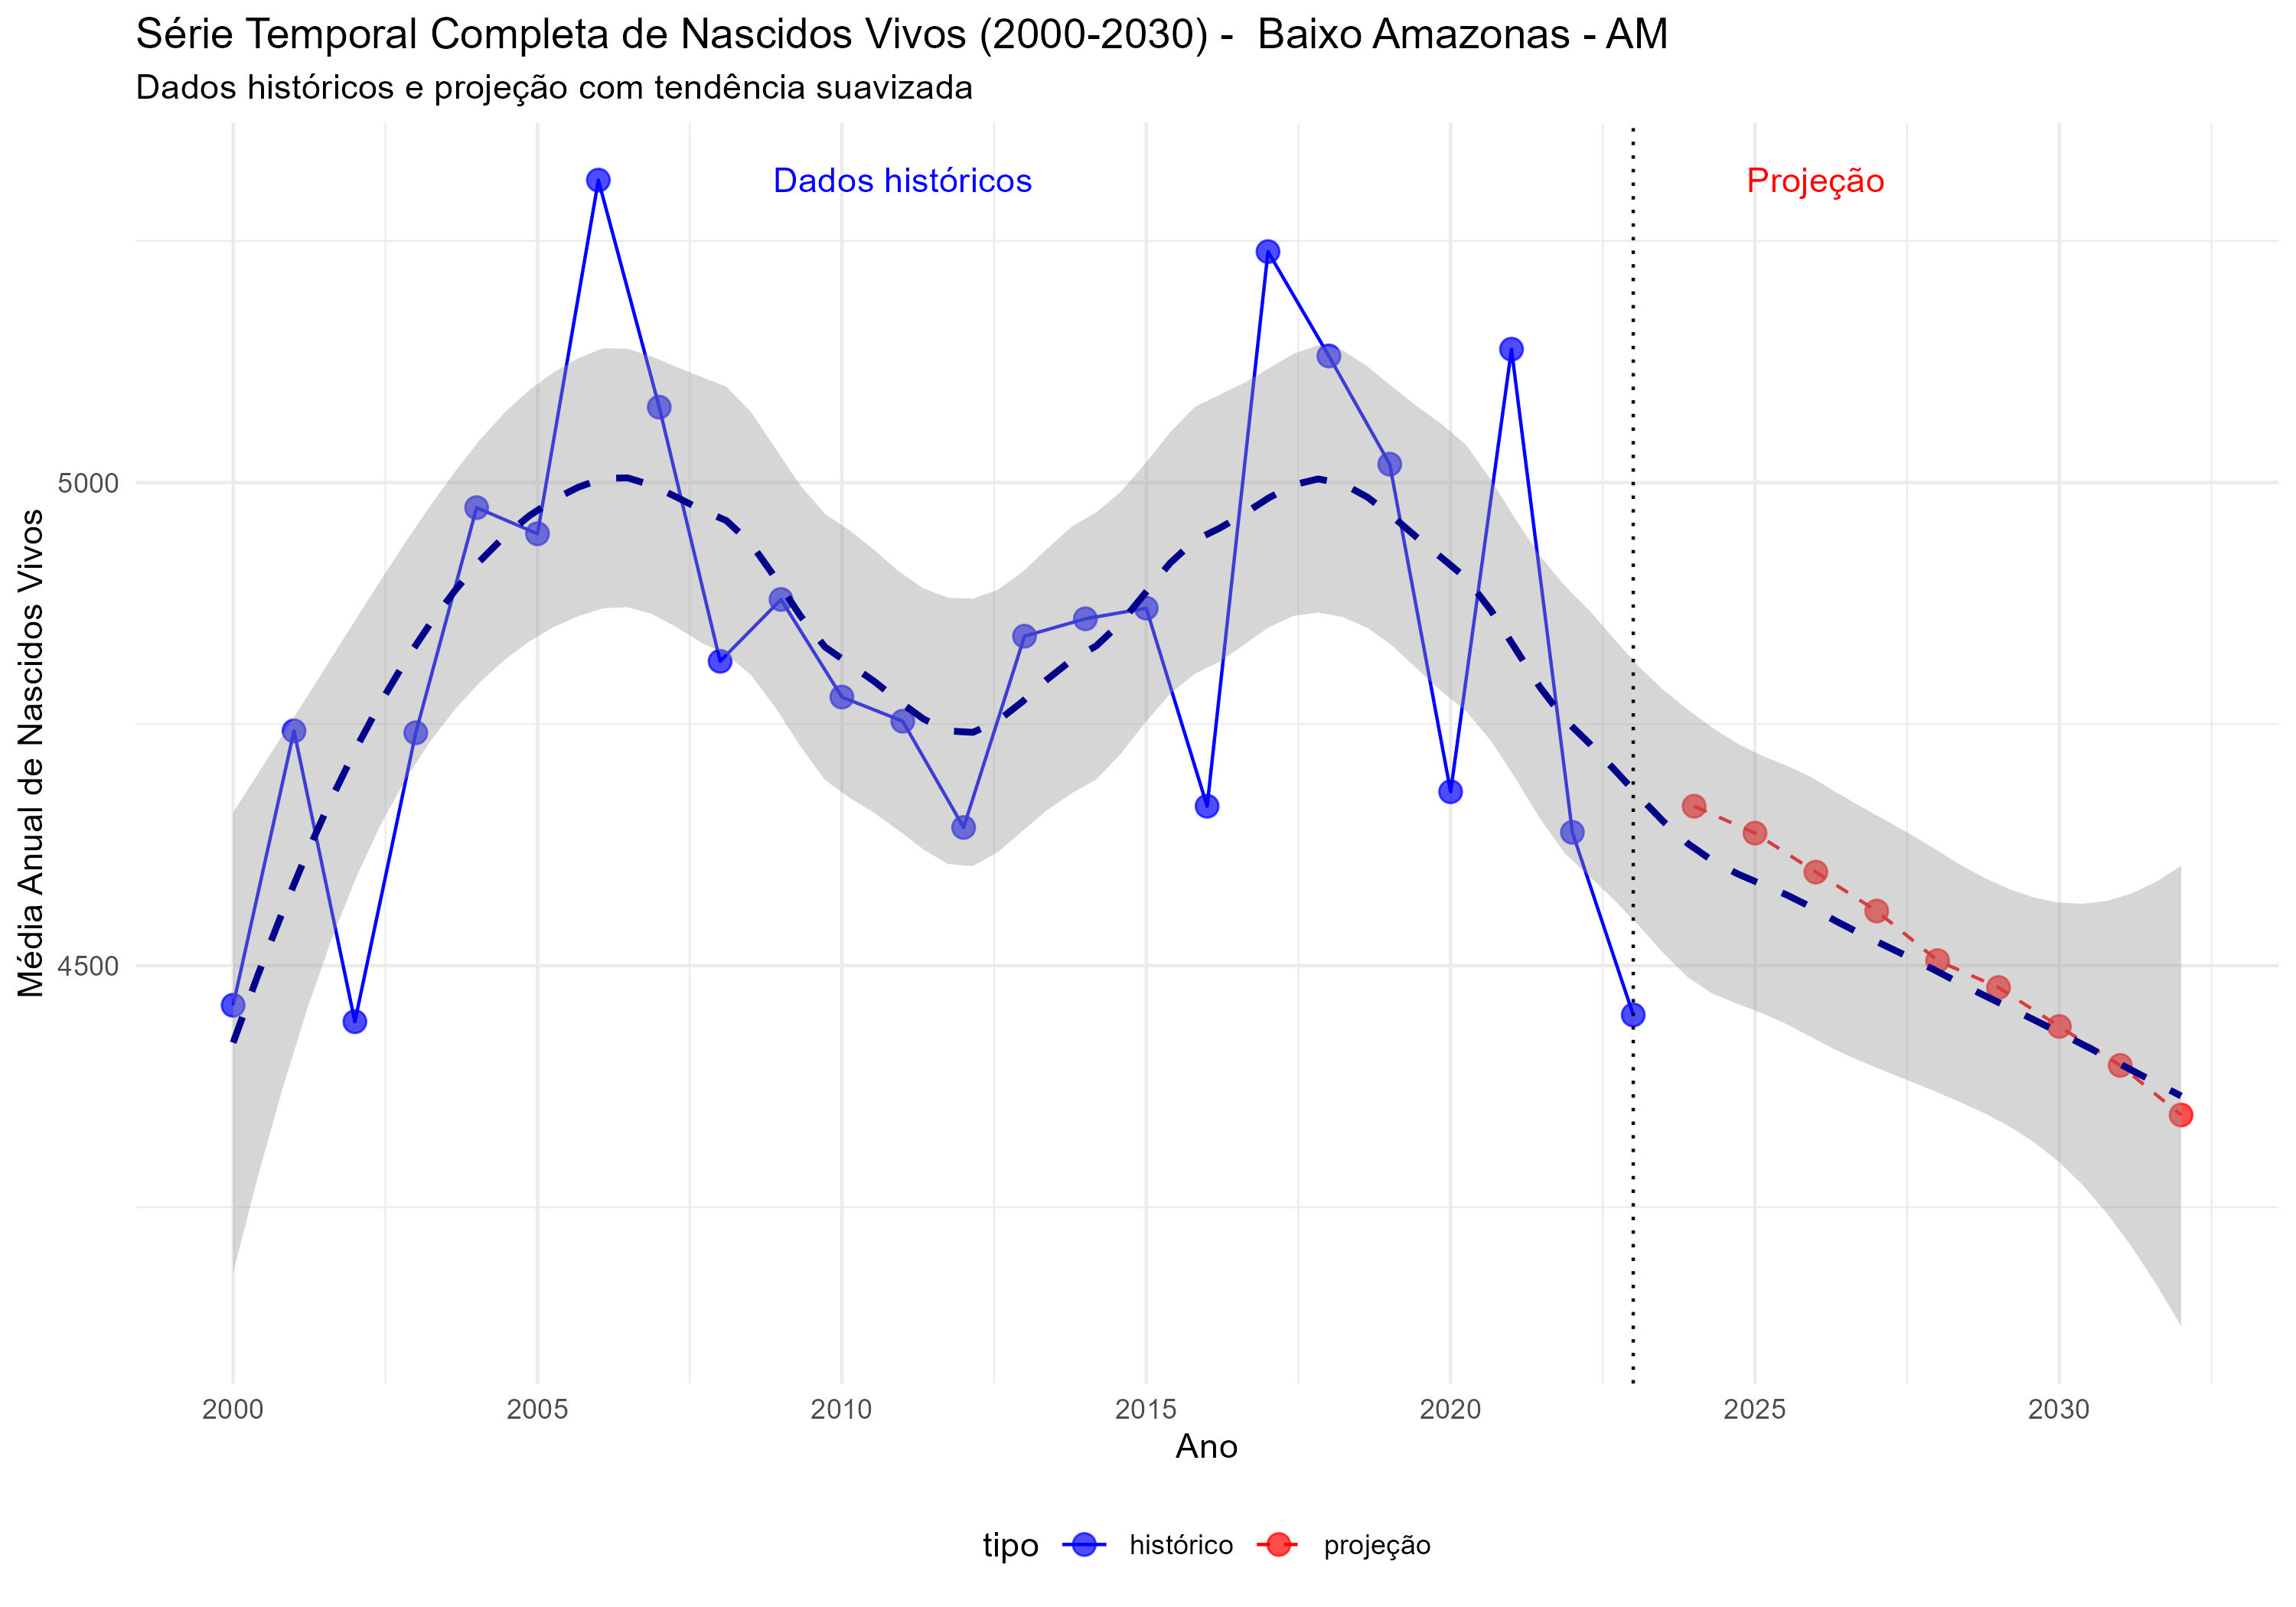 Série Temporal Completa de Nascidos Vivos (2000-2030) -  Baixo Amazonas - AM
Dados históricos e projeção com tendência suavizada
Dados históricos
Projeção
Média Anual de Nascidos Vivos
5000
4500
2000 2005 2010 2015 2020 2025 2030
Ano
tipo histórico projeção